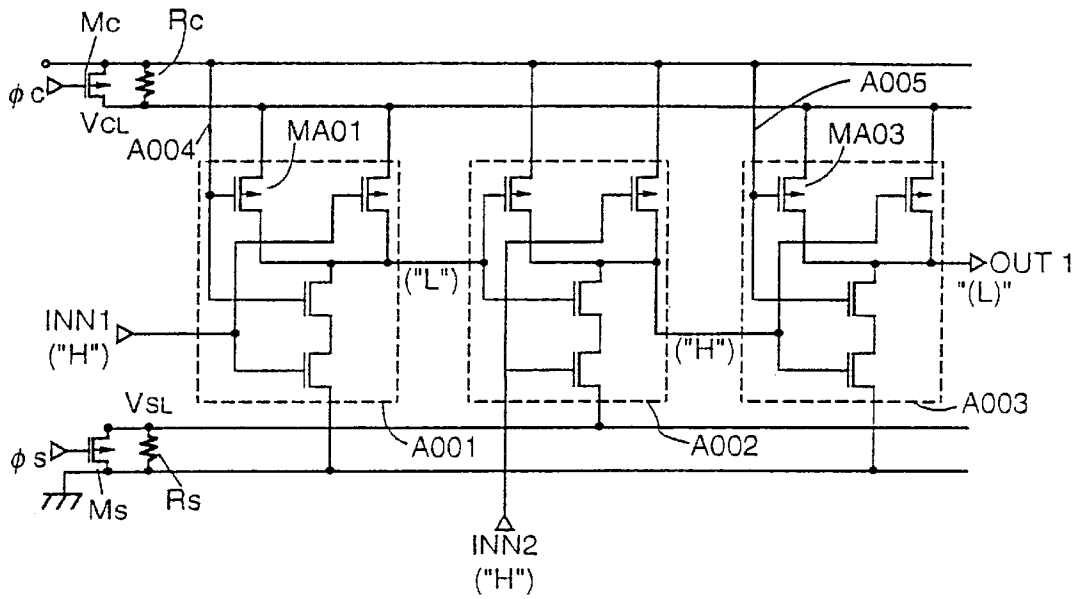 Mc
Rc
φC
VCL
A004
MA01
A005
MA03
INN1
("H")
("L")
("H")
OUT 1
"(L)"
VSL
A001
A002
A003
φS
Ms
Rs
INN2
("H")